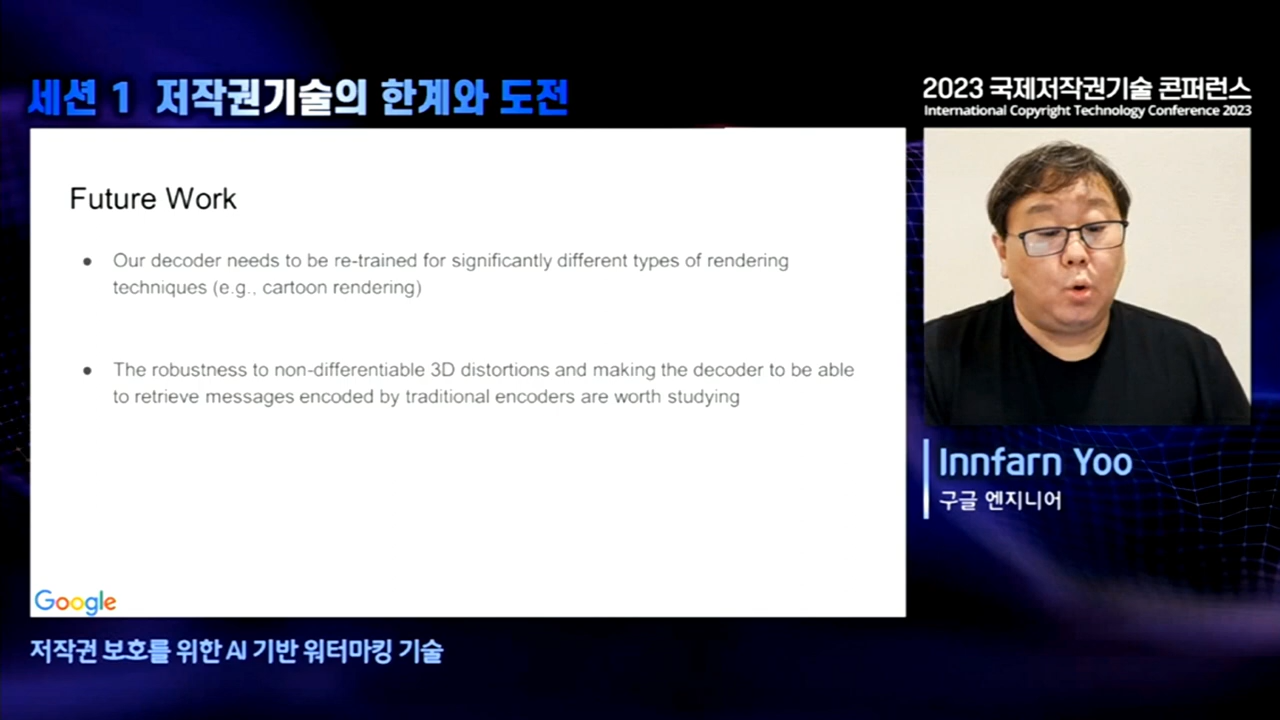 세션 1 저작권기술의 한계와 도전
2023 국제저작권기술 콘퍼런스
International Copyright Technology Conference 2023
Future Work
● Our decoder needs to be re-trained for significantly different types of rendering
techniques (e.g., cartoon rendering)
● The robustness to non-differentiable 3D distortions and making the decoder to be able
to retrieve messages encoded by traditional encoders are worth studying
Google
Innfarn Yoo
구글 엔지니어
저작권 보호를 위한 AI 기반 워터마킹 기술